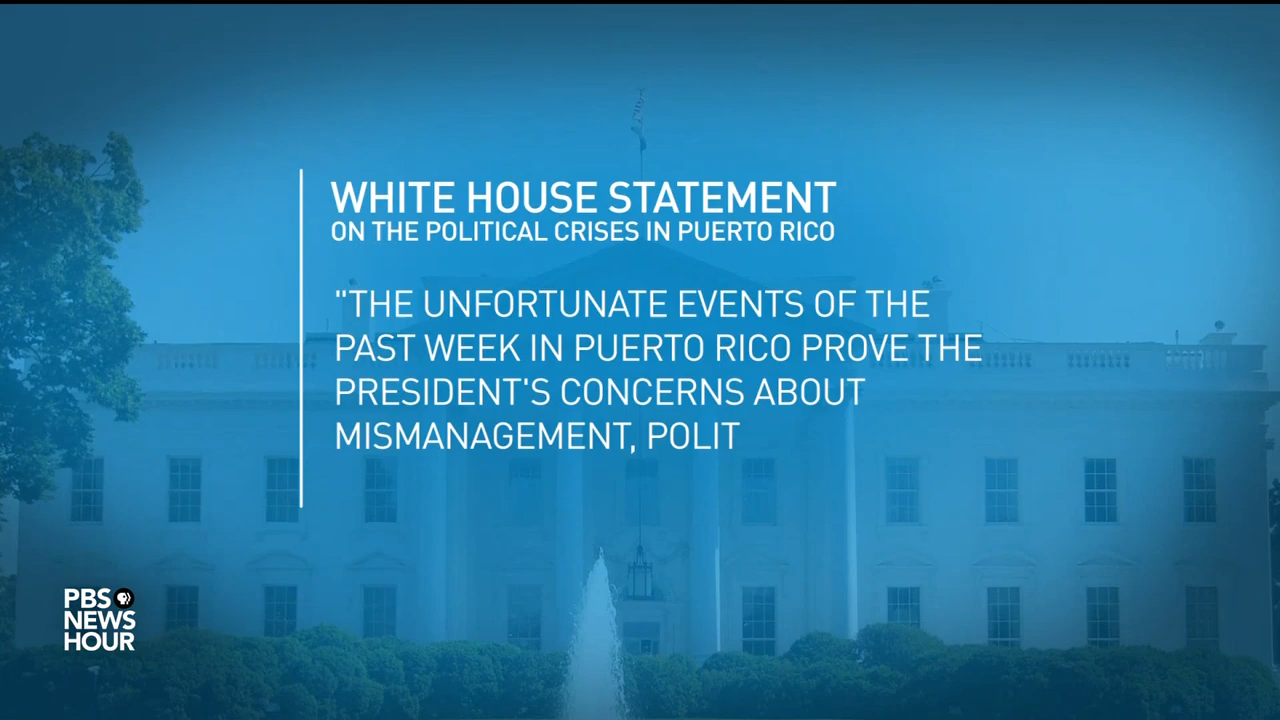 WHITE HOUSE STATEMENT
ON THE POLITICAL CRISES IN PUERTO RICO
"THE UNFORTUNATE EVENTS OF THE
PAST WEEK IN PUERTO RICO PROVE THE
PRESIDENT'S CONCERNS ABOUT
MISMANAGEMENT, POLIT
PBS
NEWS
HOUR